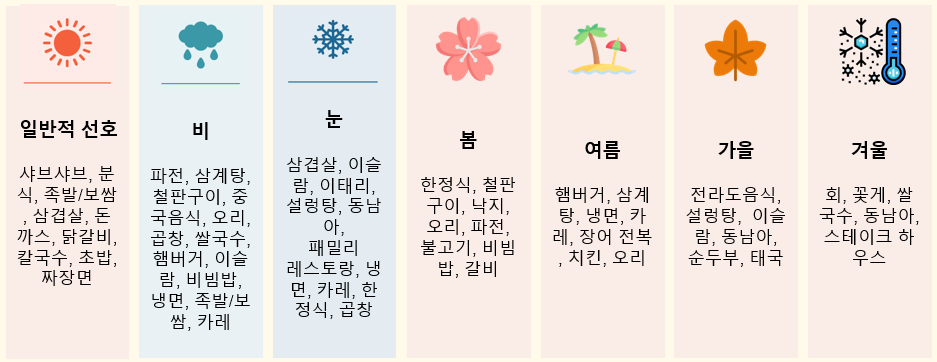 일반적 선호
샤브샤브, 분
식, 족발/보쌈
, 삼겹살, 돈
까스, 닭갈비,
칼국수, 초밥,
짜장면
비
파전, 삼계탕,
철판구이, 중
국음식, 오리,
곱창, 쌀국수,
햄버거, 이슬
람, 비빔밥,
냉면, 족발/보
쌈, 카레
눈
삼겹살, 이슬
람, 이태리,
설렁탕, 동남
아,
패밀리
레스토랑, 냉
면, 카레, 한
정식, 곱창
봄
한정식, 철판
구이, 낙지,
오리, 파전,
불고기, 비빔
밥, 갈비
여름
햄버거, 삼계
탕, 냉면, 카
레, 장어 전복
, 치킨, 오리
가을
전라도음식,
설렁탕, 이슬
람, 동남아,
순두부, 태국
겨울
회, 꽃게, 쌀
국수, 동남아,
스테이크 하
우스